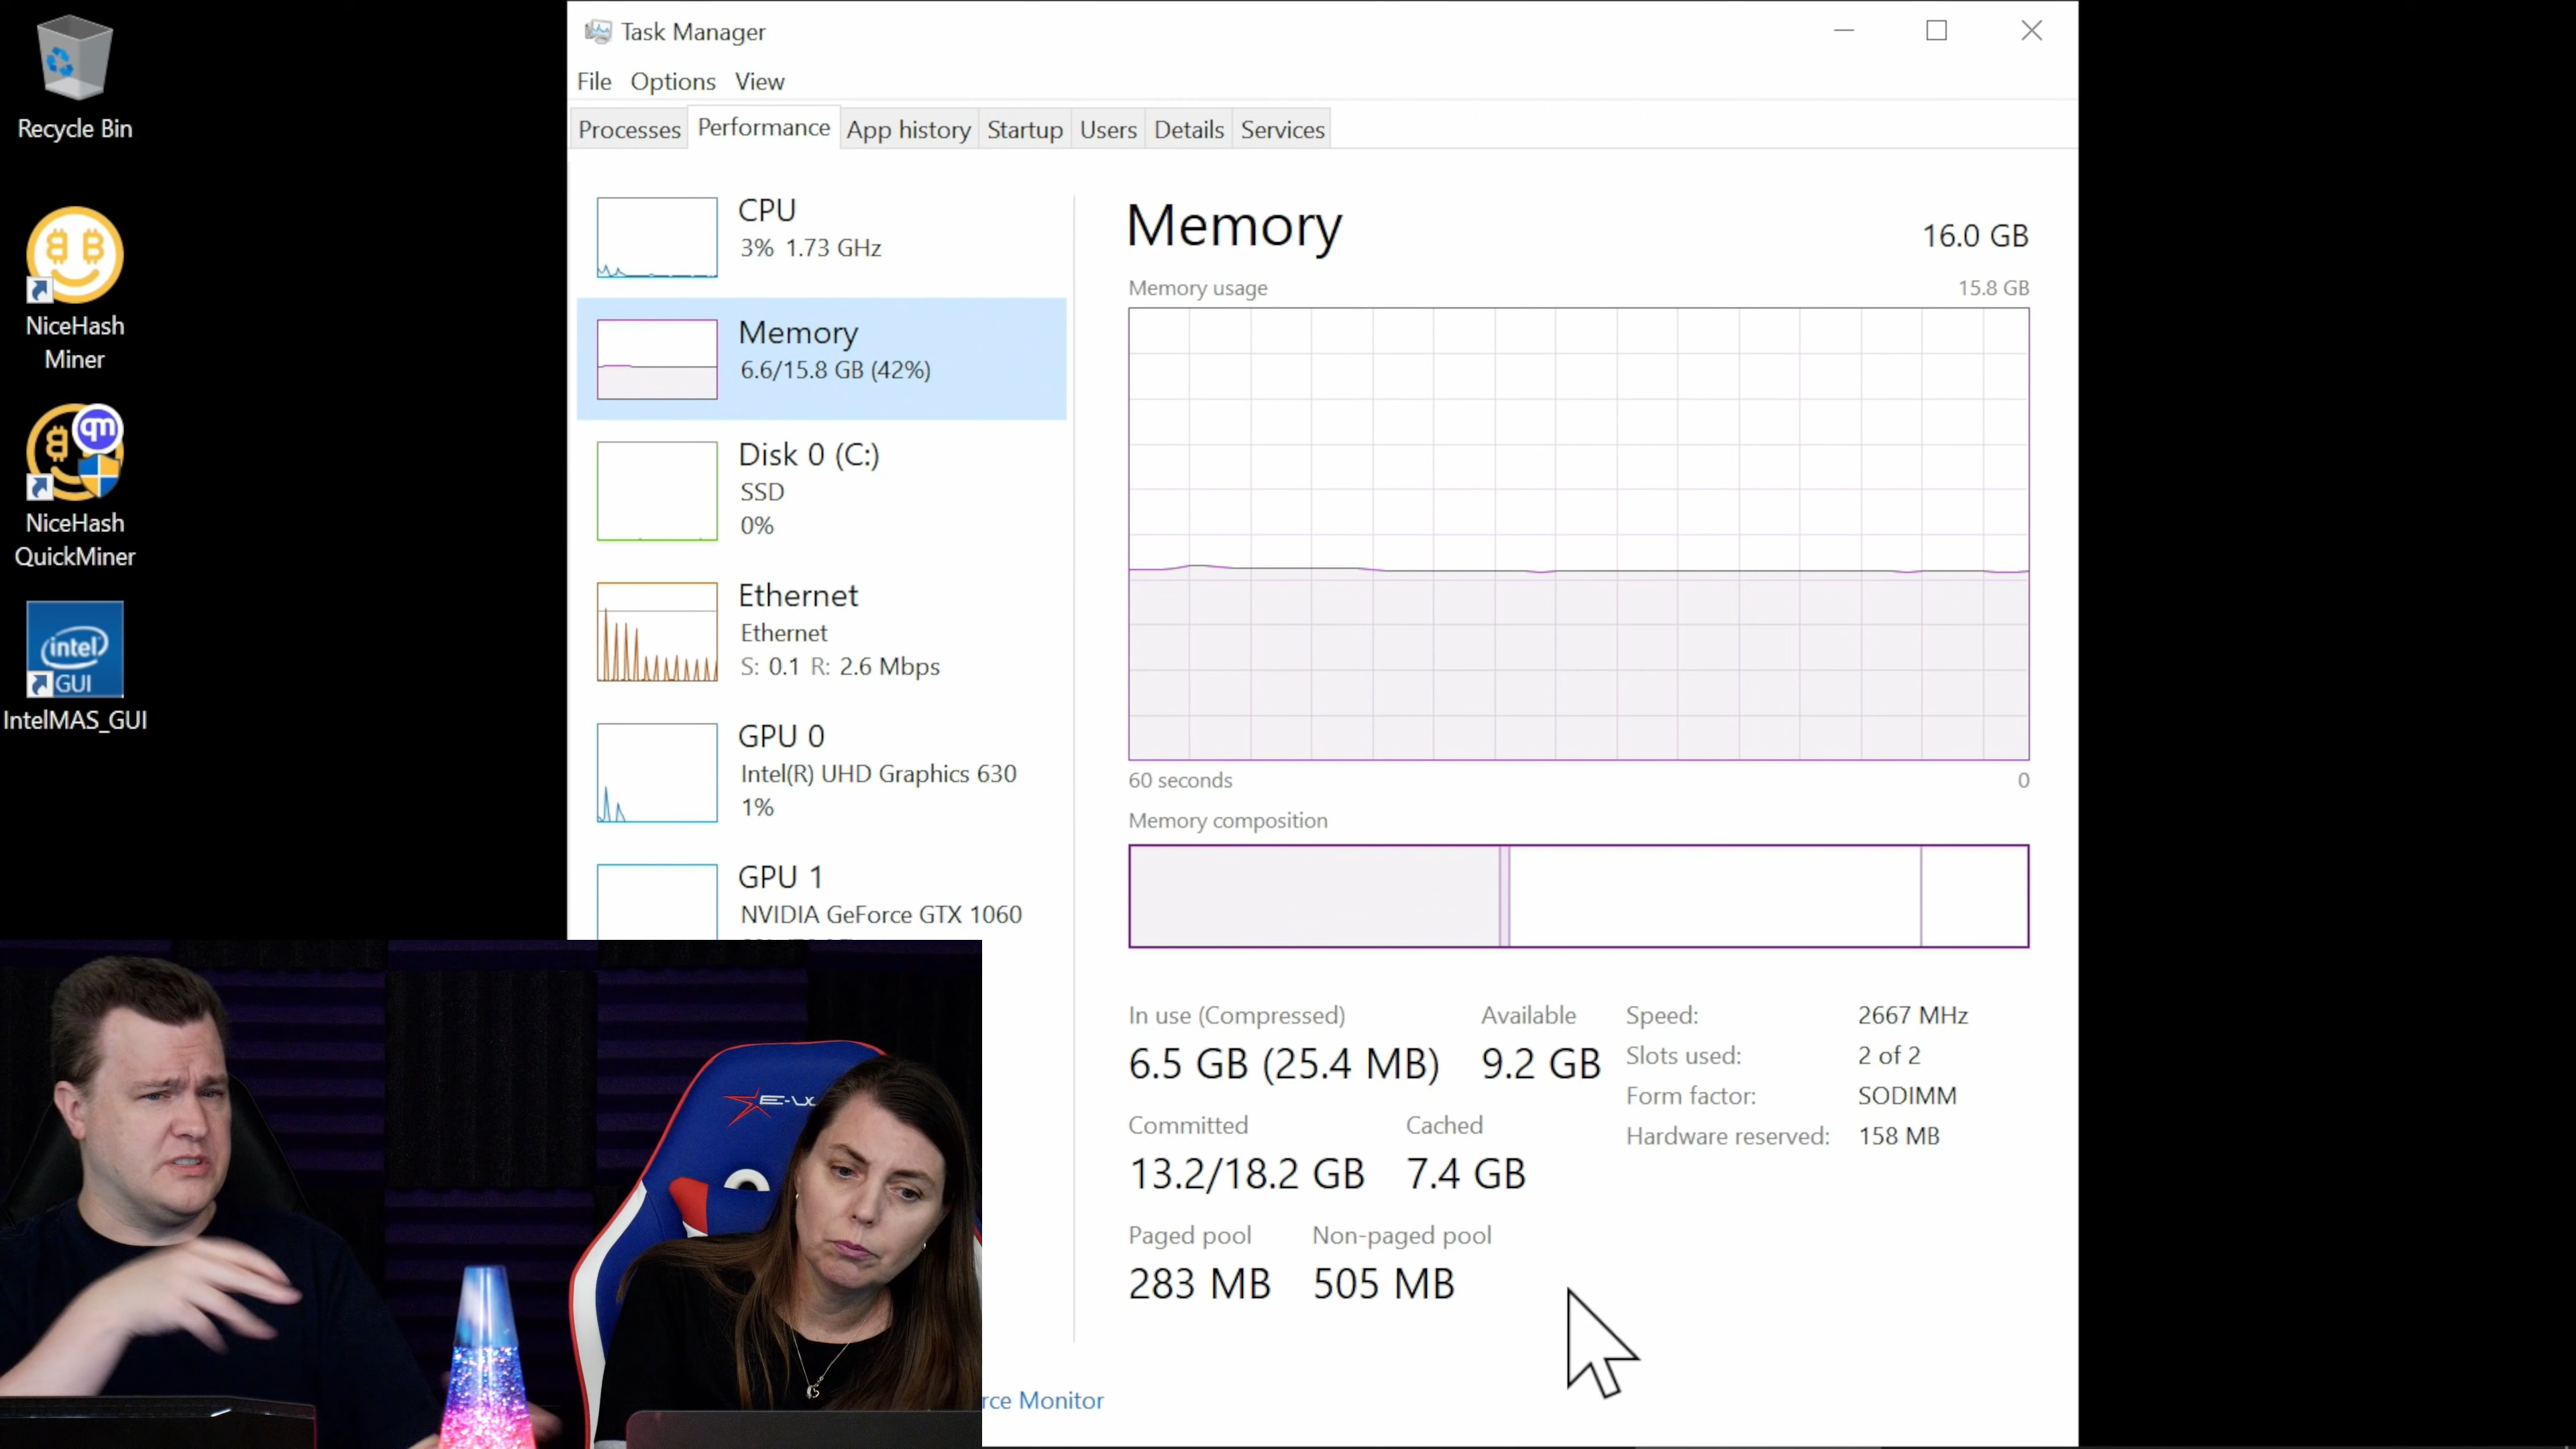 Recycle Bin
NiceHash
Miner
qm
NiceHash
QuickMiner
intel
GUI
IntelMAS_GUI
Task Manager
File Options View
Processes Performance App history Startup Users Details Services
CPU
3% 1.73 GHz
Memory
6.6/15.8 GB (42%)
Disk 0 (C:)
SSD
0%
Ethernet
Ethernet
S: 0.1 R: 2.6 Mbps
GPU 0
Intel(R) UHD Graphics 630
1%
GPU 1
NVIDIA GeForce GTX 1060
Memory 16.0 GB
Memory usage 15.8 GB
60 seconds 0
Memory composition
In use (Compressed) Available
6.5 GB (25.4 MB) 9.2 GB
Committed Cached
13.2/18.2 GB 7.4 GB
Paged pool Non-paged pool
283 MB 505 MB
Speed: 2667 MHz
Slots used: 2 of 2
Form factor: SODIMM
Hardware reserved: 158 MB
rce Monitor